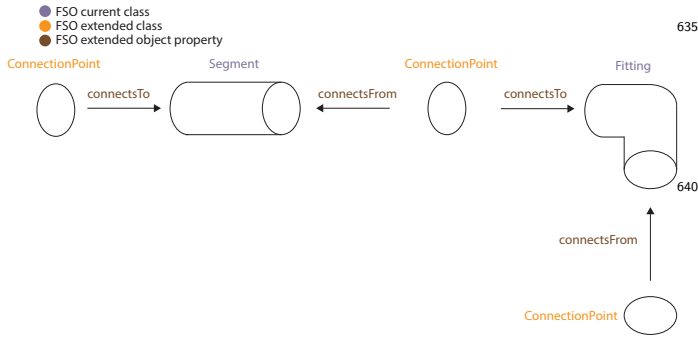 FSO current class
FSO extended class
635
FSO extended object property
ConnectionPoint
Segment
ConnectionPoint
Fitting
connectsTo
connectsFrom
connectsTo
640
connectsFrom
ConnectionPoint